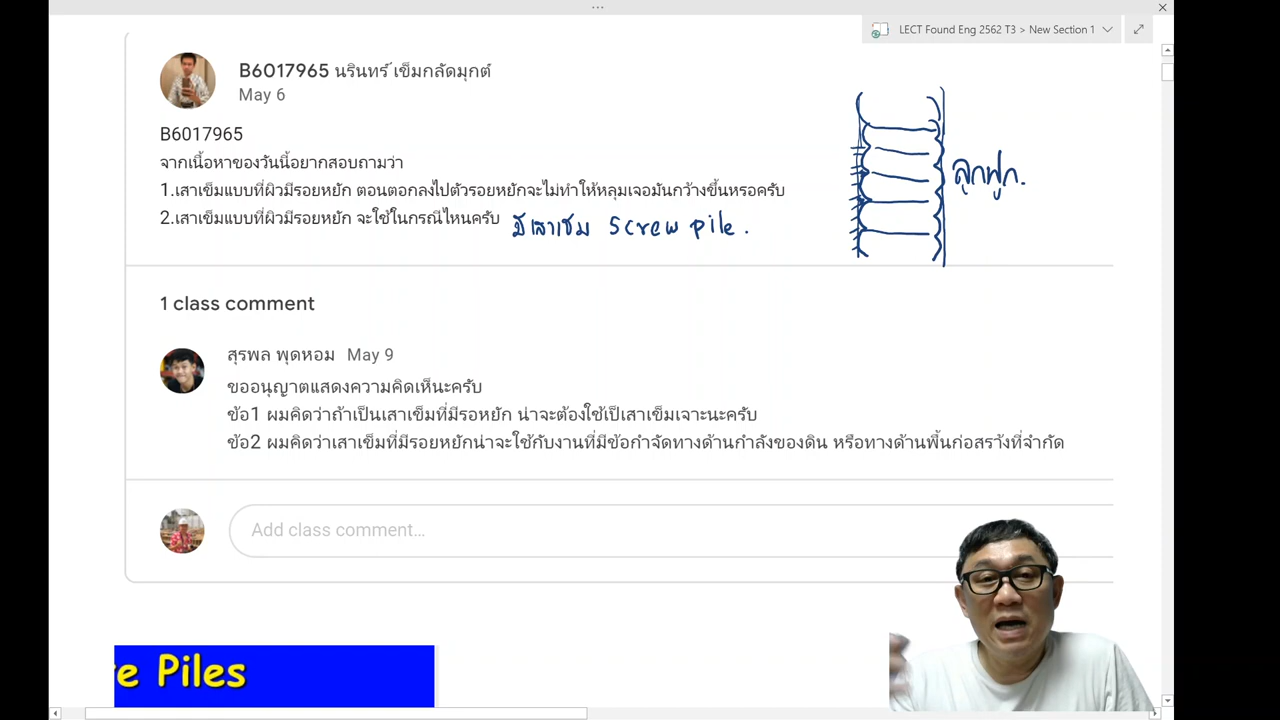 LECT Found Eng 2562 T3 > New Section 1
B6017965 นรินทร์ เข็มกลัดมุกต์
May 6
B6017965
จากเนื้อหาของวันนี้อยากสอบถามว่า
1.เสาเข็มแบบที่ผิวมีรอยหยัก ตอนตอกลงไปตัวรอยหยักจะไม่ทำให้หลุมเจอมันกว้างขึ้นหรอครับ
2.เสาเข็มแบบที่ผิวมีรอยหยัก จะใช้ในกรณีไหนครับ
มีเสาเข็ม Screw pile.
ลูกฟูก.
1 class comment
สุรพล พุดหอม May 9
ขออนุญาตแสดงความคิดเห็นะครับ
ข้อ1 ผมคิดว่าถ้าเป็นเสาเข็มที่มีรอหยัก น่าจะต้องใช้เป็เสาเข็มเจาะนะครับ
ข้อ2 ผมคิดว่าเสาเข็มที่มีรอยหยักน่าจะใช้กับงานที่มีข้อกำจัดทางด้านกำลังของดิน หรือทางด้านพื้นก่อสร้างที่จำกัด
Add class comment…
e Piles